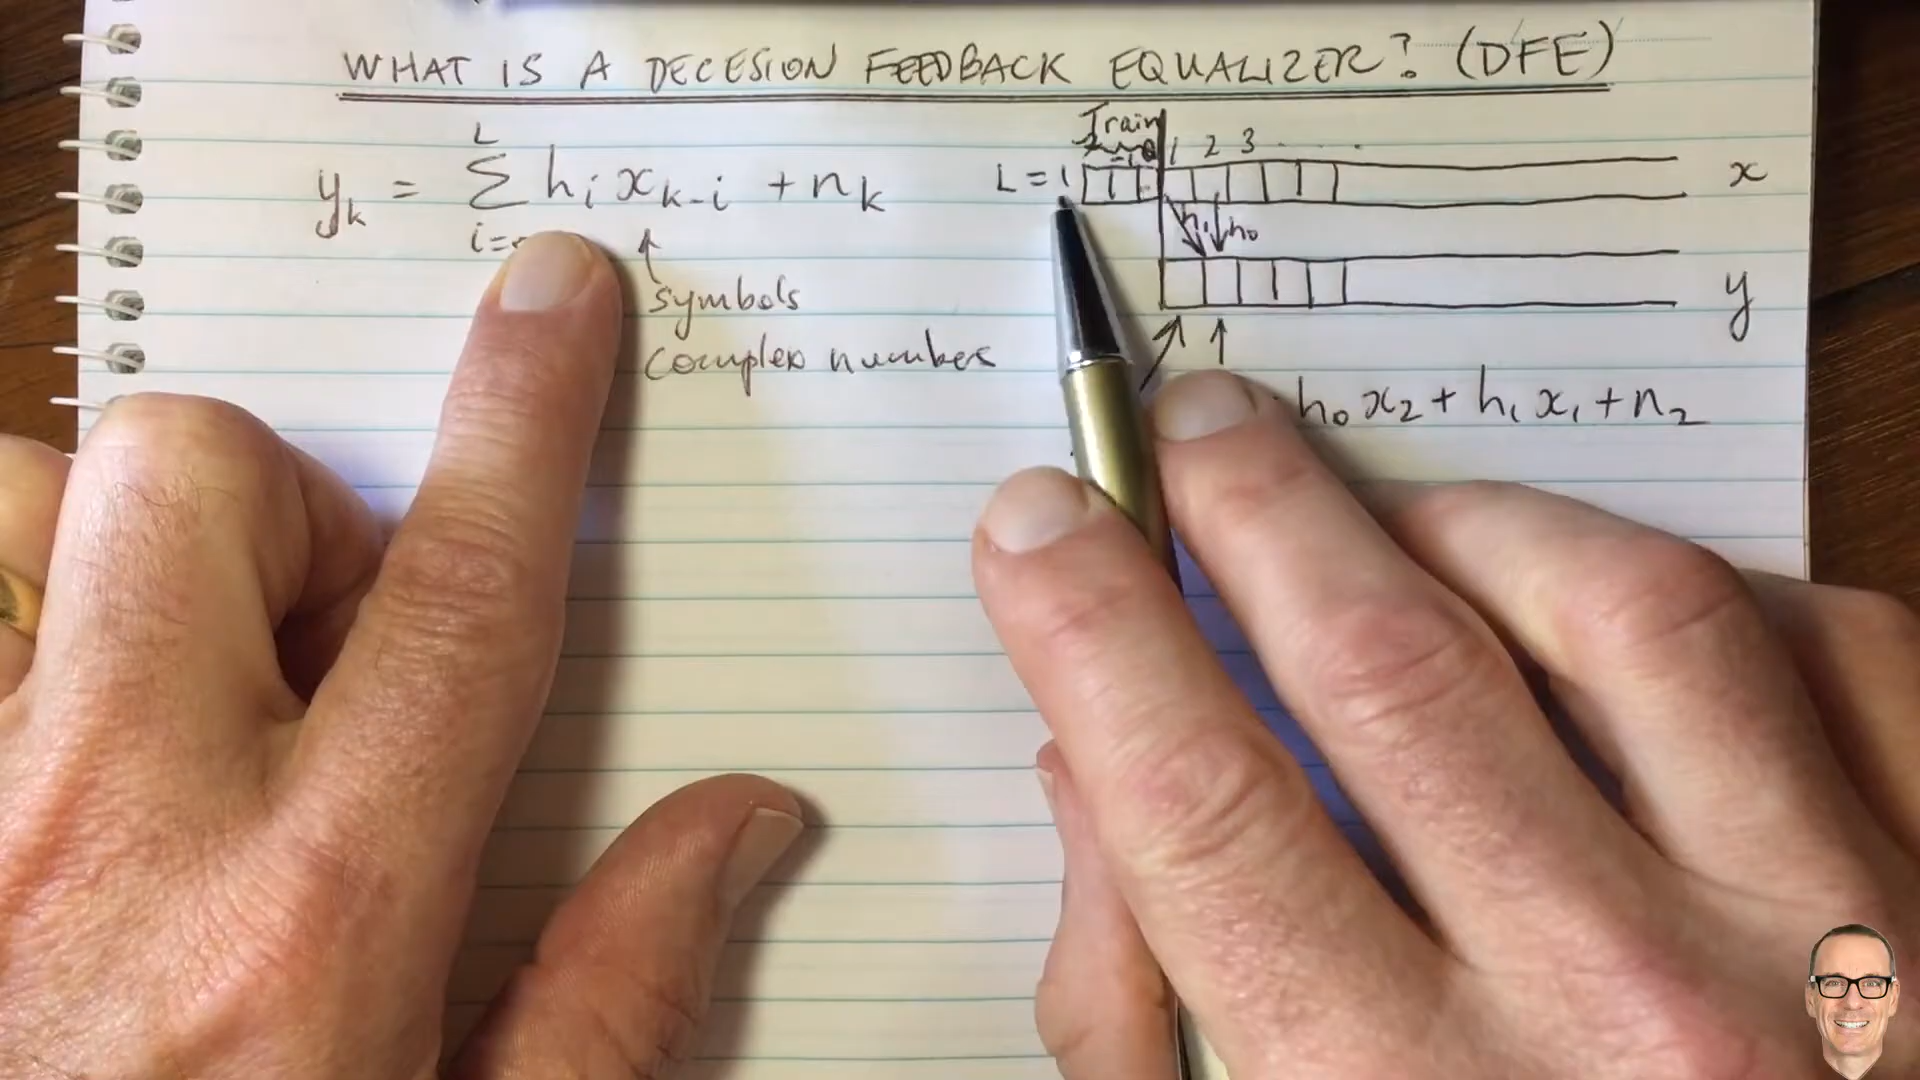 WHAT IS A DECESION FEEDBACK EQUALIZER? (DFE)
L
y_k = Σ h_i x_{k-i} + n_k
i=
↑
symbols
complex numbers
Train
0 1 2 3 . . . . .
L = 1
x
h_1 ↓ h_0
y
h_0 x_2 + h_1 x_1 + n_2